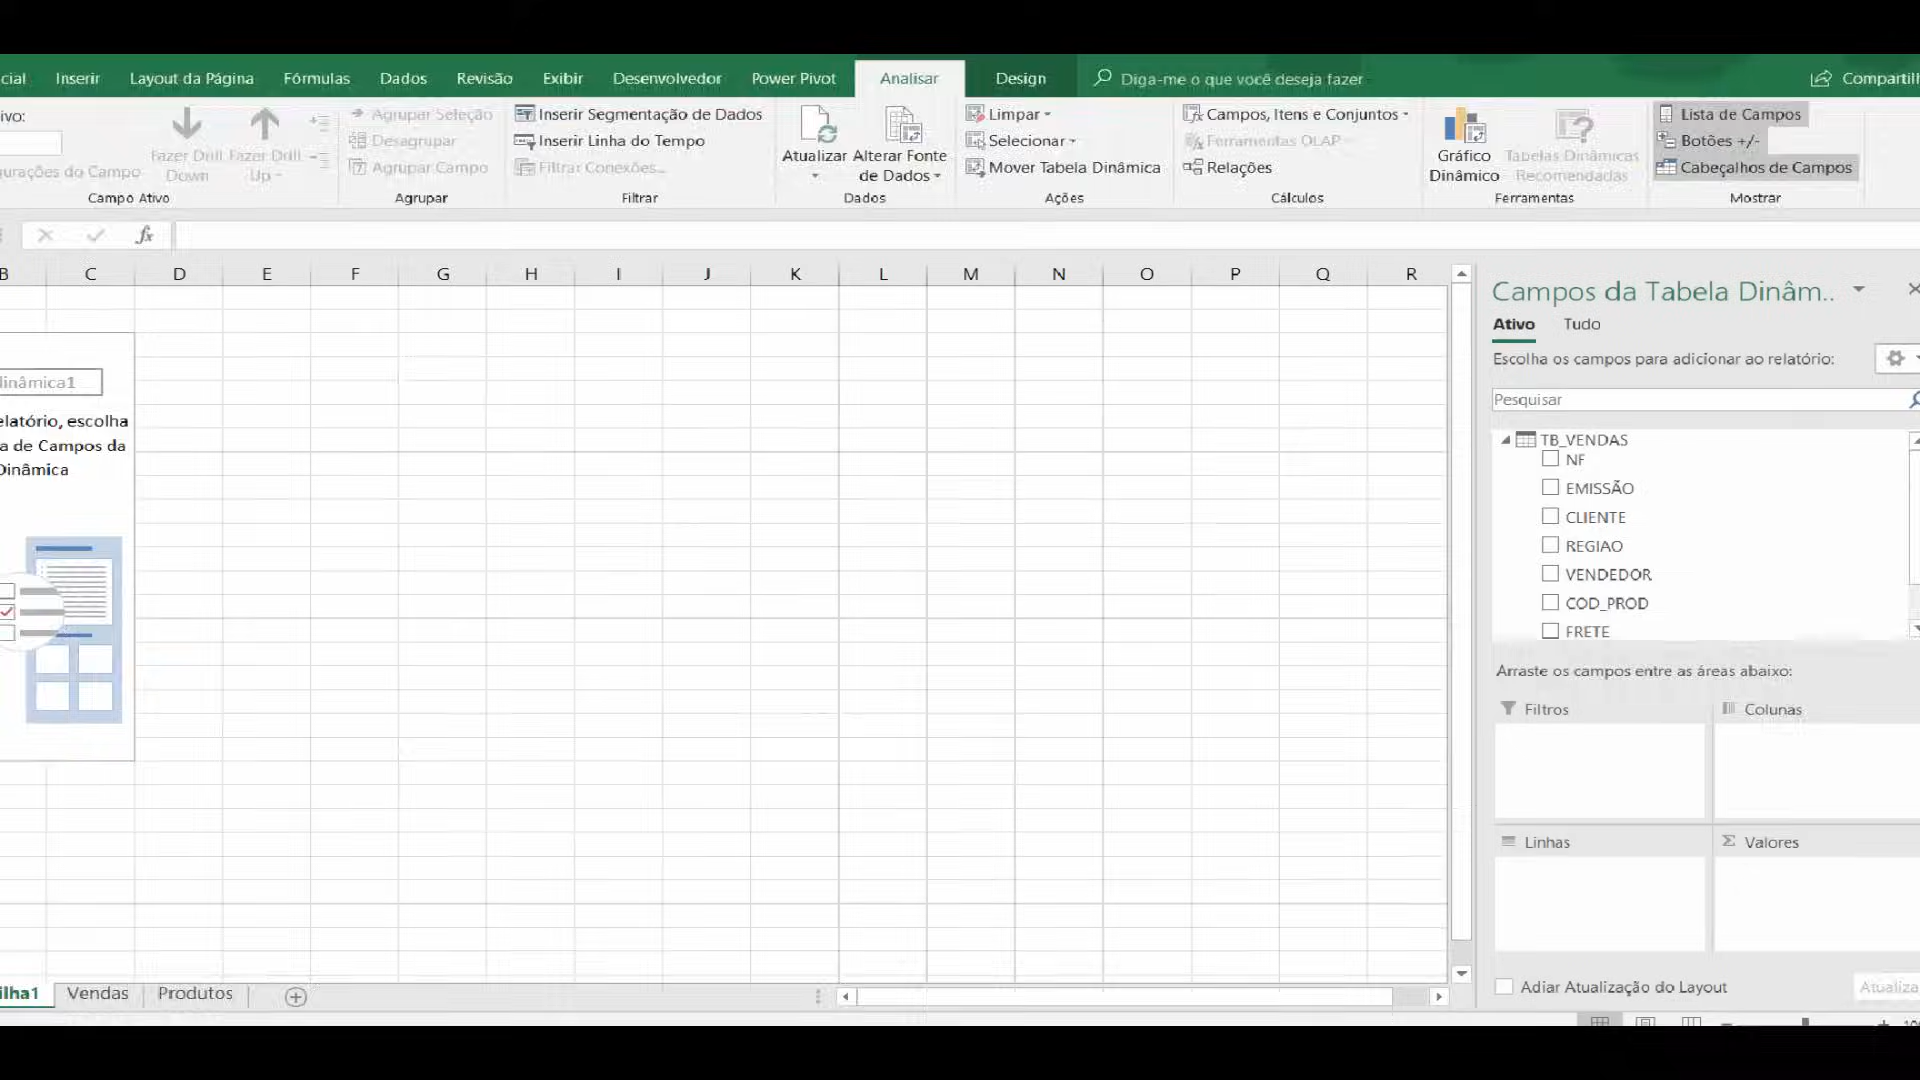 cial Inserir Layout da Página Fórmulas Dados Revisão Exibir Desenvolvedor Power Pivot Analisar Design Diga-me o que você deseja fazer Compartilh
ivo:
urações do Campo
Fazer Drill Down
Fazer Drill Up
Campo Ativo
Agrupar Seleção
Desagrupar
Agrupar Campo
Agrupar
Inserir Segmentação de Dados
Inserir Linha do Tempo
Filtrar Conexões...
Filtrar
Atualizar
Alterar Fonte de Dados
Dados
Limpar
Selecionar
Mover Tabela Dinâmica
Ações
Campos, Itens e Conjuntos
Ferramentas OLAP
Relações
Cálculos
Gráfico Dinâmico
Tabelas Dinâmicas Recomendadas
Ferramentas
Lista de Campos
Botões +/-
Cabeçalhos de Campos
Mostrar
fx
B C D E F G H I J K L M N O P Q R
dinâmica1
elatório, escolha
a de Campos da
Dinâmica
Campos da Tabela Dinâm..
Ativo Tudo
Escolha os campos para adicionar ao relatório:
Pesquisar
TB_VENDAS
NF
EMISSÃO
CLIENTE
REGIAO
VENDEDOR
COD_PROD
FRETE
Arraste os campos entre as áreas abaixo:
Filtros
Colunas
Linhas
Σ Valores
Adiar Atualização do Layout Atualiza
ilha1 Vendas Produtos